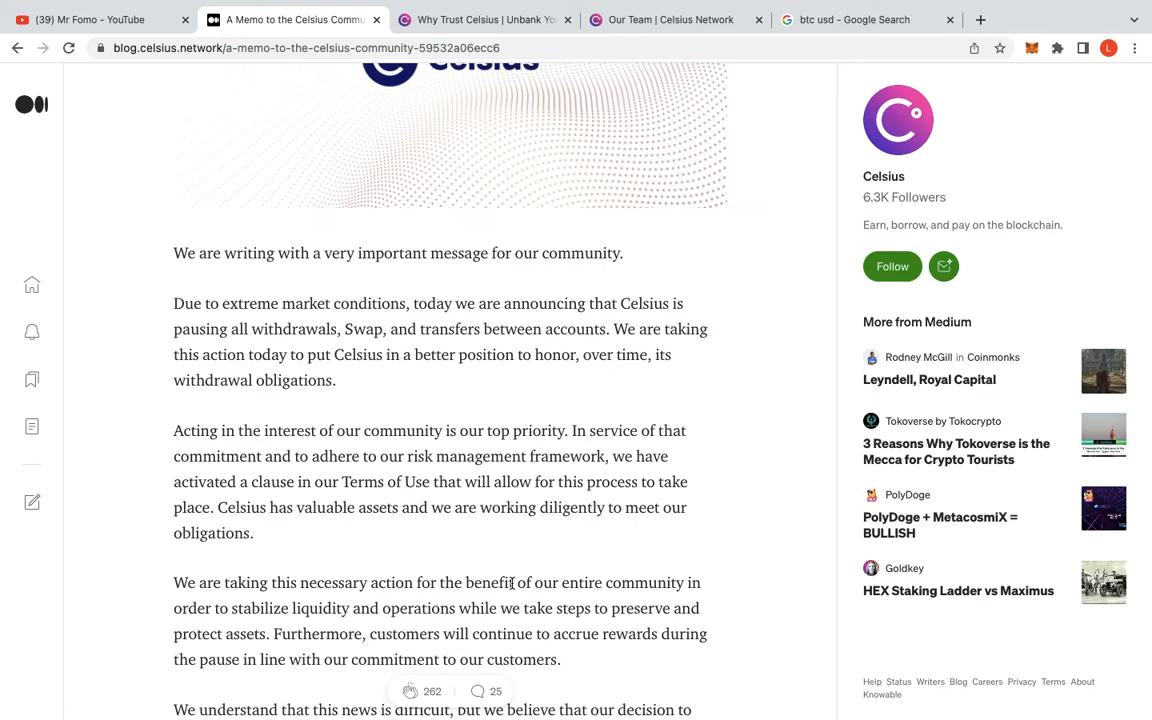 (39) Mr Fomo - YouTube
A Memo to the Celsius Commu
Why Trust Celsius | Unbank Yo
Our Team | Celsius Network
btc usd - Google Search
blog.celsius.network/a-memo-to-the-celsius-community-59532a06ecc6
L
Celsius
We are writing with a very important message for our community.
Due to extreme market conditions, today we are announcing that Celsius is
pausing all withdrawals, Swap, and transfers between accounts. We are taking
this action today to put Celsius in a better position to honor, over time, its
withdrawal obligations.
Acting in the interest of our community is our top priority. In service of that
commitment and to adhere to our risk management framework, we have
activated a clause in our Terms of Use that will allow for this process to take
place. Celsius has valuable assets and we are working diligently to meet our
obligations.
We are taking this necessary action for the benefit of our entire community in
order to stabilize liquidity and operations while we take steps to preserve and
protect assets. Furthermore, customers will continue to accrue rewards during
the pause in line with our commitment to our customers.
262
25
We understand that this news is difficult, but we believe that our decision to
Celsius
6.3K Followers
Earn, borrow, and pay on the blockchain.
Follow
More from Medium
Rodney McGill in Coinmonks
Leyndell, Royal Capital
Tokoverse by Tokocrypto
3 Reasons Why Tokoverse is the
Mecca for Crypto Tourists
PolyDoge
PolyDoge + MetacosmiX =
BULLISH
Goldkey
HEX Staking Ladder vs Maximus
Help Status Writers Blog Careers Privacy Terms About
Knowable